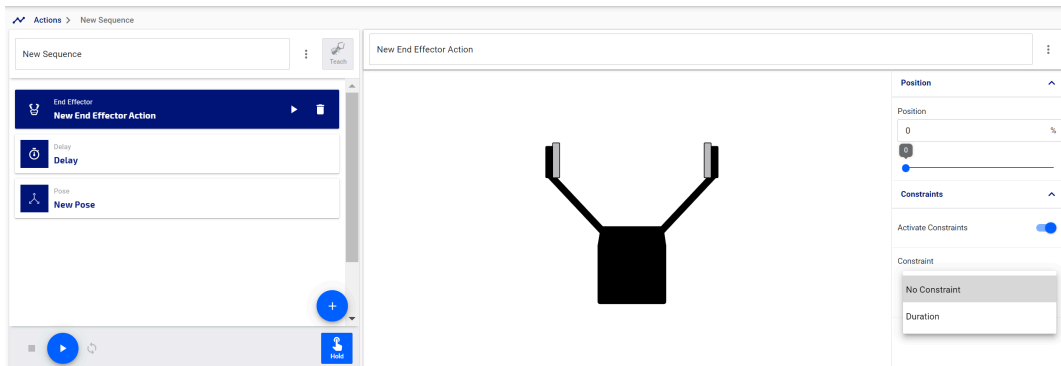 Actions > New Sequence
New Sequence
Teach
End Effector
New End Effector Action
Delay
Delay
Pose
New Pose
Hold
New End Effector Action
Position
Position
0 %
0
Constraints
Activate Constraints
Constraint
No Constraint
Duration